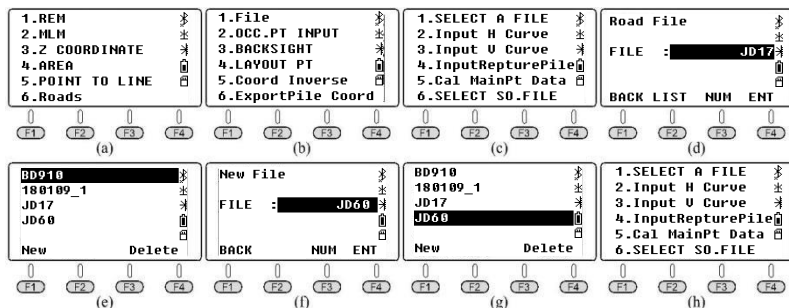 1.REM
2.MLM
3.Z COORDINATE
4.AREA
5.POINT TO LINE
6.Roads
F1 F2 F3 F4
(a)
1.File
2.OCC.PT INPUT
3.BACKSIGHT
4.LAYOUT PT
5.Coord Inverse
6.ExportPile Coord
F1 F2 F3 F4
(b)
1.SELECT A FILE
2.Input H Curve
3.Input V Curve
4.InputRepturePile
5.Cal MainPt Data
6.SELECT SO.FILE
F1 F2 F3 F4
(c)
Road File
FILE : JD17
BACK LIST NUM ENT
F1 F2 F3 F4
(d)
BD910
180109_1
JD17
JD60
New Delete
F1 F2 F3 F4
(e)
New File
FILE : JD60
BACK NUM ENT
F1 F2 F3 F4
(f)
BD910
180109_1
JD17
JD60
New Delete
F1 F2 F3 F4
(g)
1.SELECT A FILE
2.Input H Curve
3.Input V Curve
4.InputRepturePile
5.Cal MainPt Data
6.SELECT SO.FILE
F1 F2 F3 F4
(h)